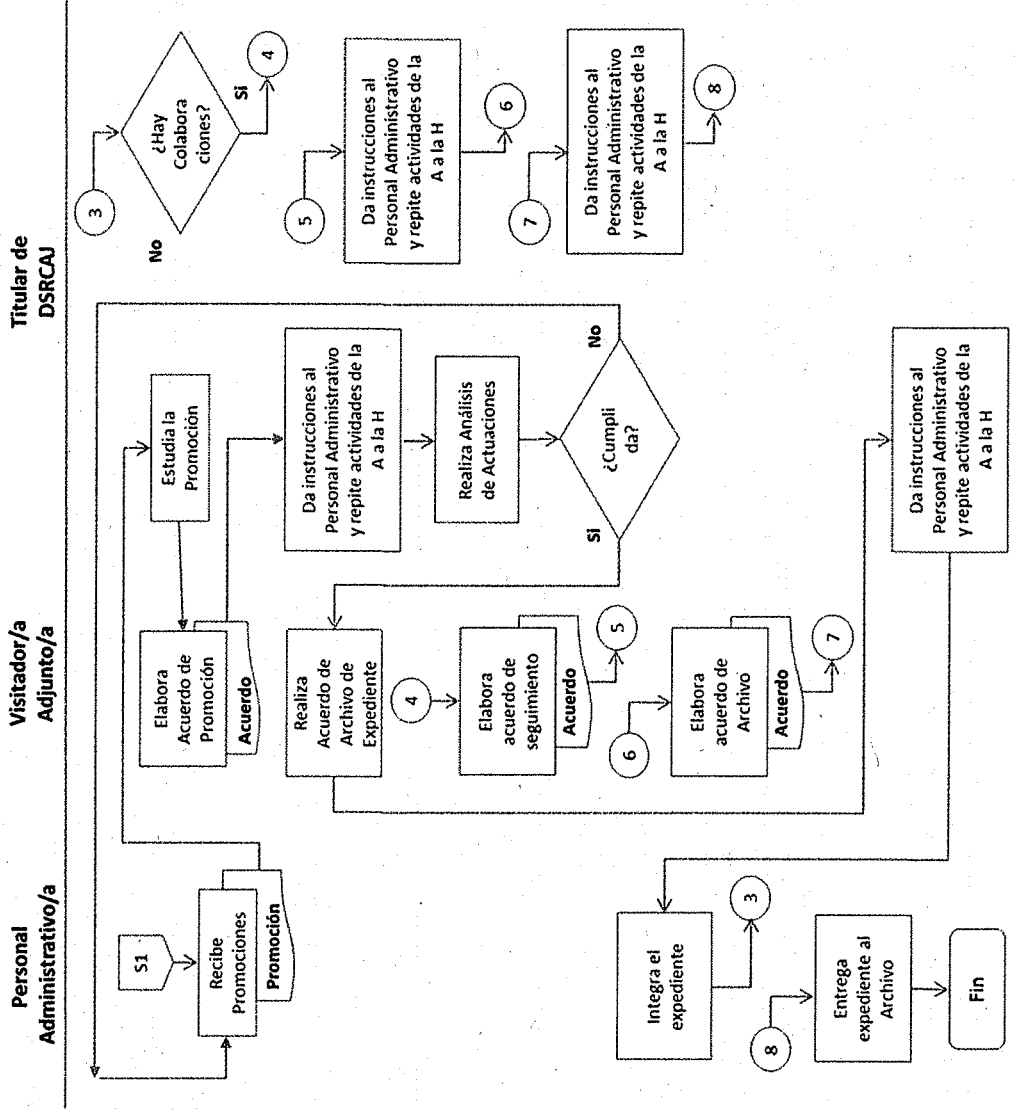 Personal
Administrativo/a
Visitador/a
Adjunto/a
Titular de
DSRCAJ
S1
Recibe
Promociones
Promoción
Estudia la
Promoción
Elabora
Acuerdo de
Promoción
Acuerdo
Da instrucciones al
Personal Administrativo
y repite actividades de la
A a la H
Realiza Análisis
de Actuaciones
¿Cumpli
da?
Si
No
Realiza
Acuerdo de
Archivo de
Expediente
4
Elabora
acuerdo de
seguimiento
Acuerdo
5
6
Elabora
acuerdo de
Archivo
Acuerdo
7
Da instrucciones al
Personal Administrativo
y repite actividades de la
A a la H
Integra el
expediente
3
8
Entrega
expediente al
Archivo
Fin
3
¿Hay
Colabora
ciones?
No
Si
4
5
Da instrucciones al
Personal Administrativo
y repite actividades de la
A a la H
6
7
Da instrucciones al
Personal Administrativo
y repite actividades de la
A a la H
8